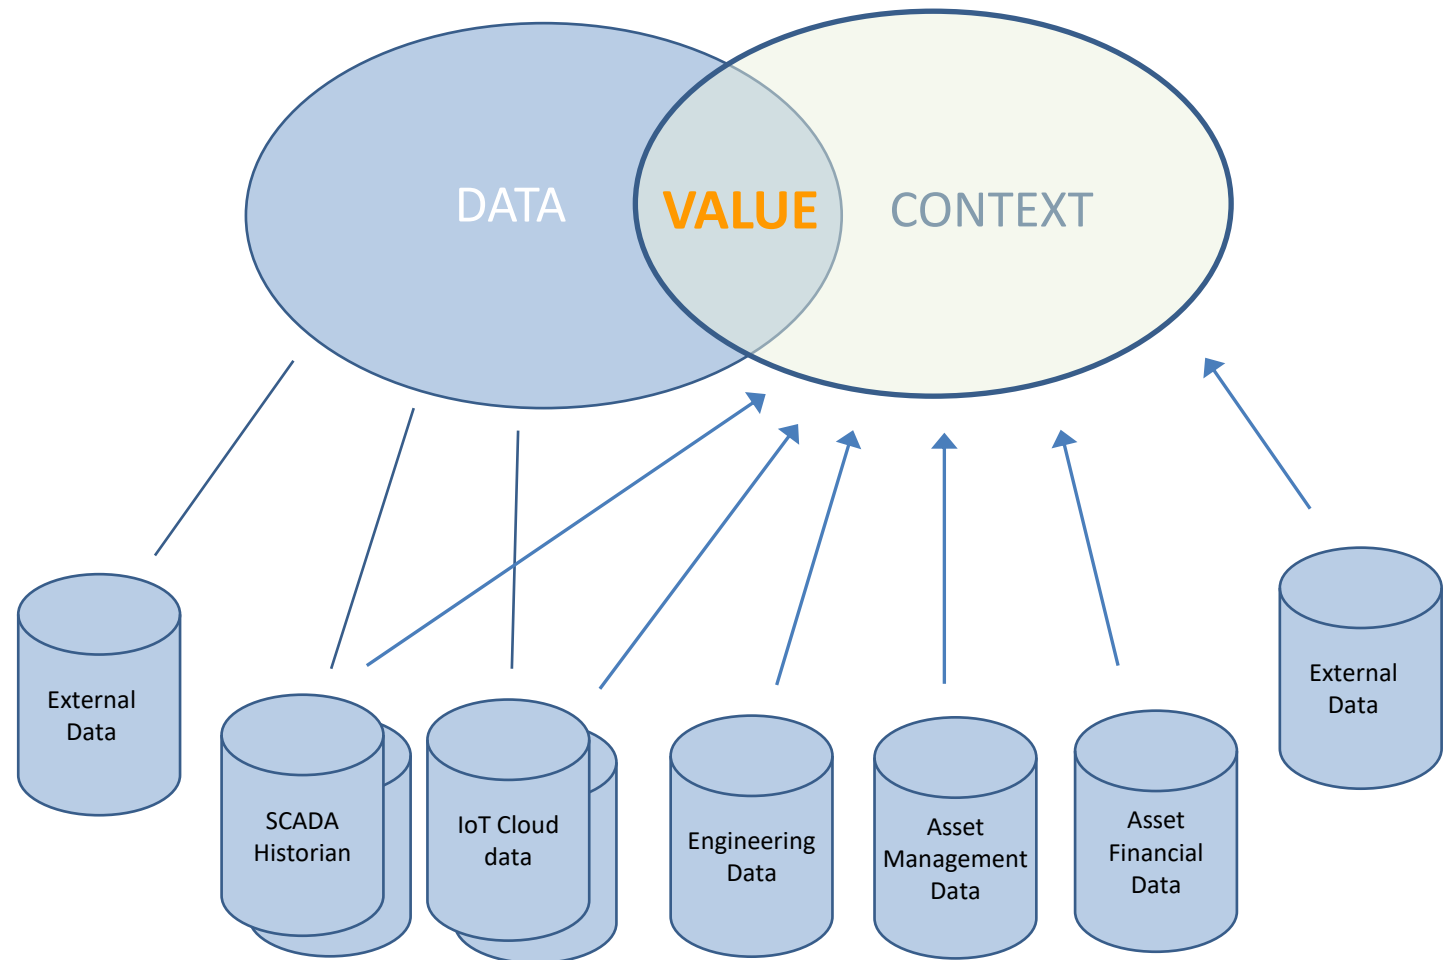 DATA
VALUE
CONTEXT
External
Data
SCADA
Historian
IoT Cloud
data
Engineering
Data
Asset
Management
Data
Asset
Financial
Data
External
Data